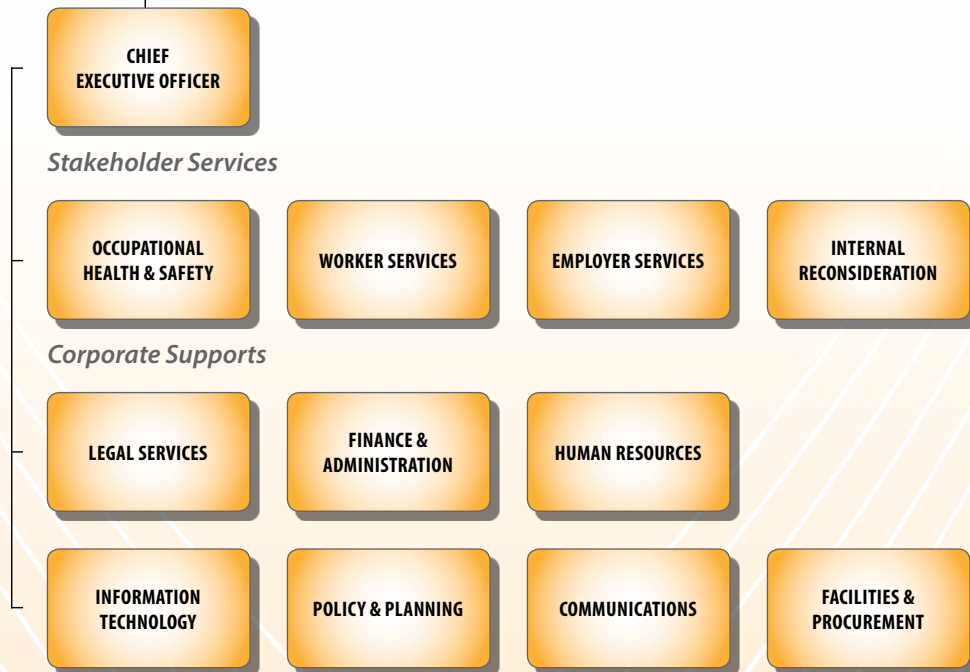 CHIEF
EXECUTIVE OFFICER
Stakeholder Services
OCCUPATIONAL
HEALTH & SAFETY
WORKER SERVICES
EMPLOYER SERVICES
INTERNAL
RECONSIDERATION
Corporate Supports
LEGAL SERVICES
FINANCE &
ADMINISTRATION
HUMAN RESOURCES
INFORMATION
TECHNOLOGY
POLICY & PLANNING
COMMUNICATIONS
FACILITIES &
PROCUREMENT